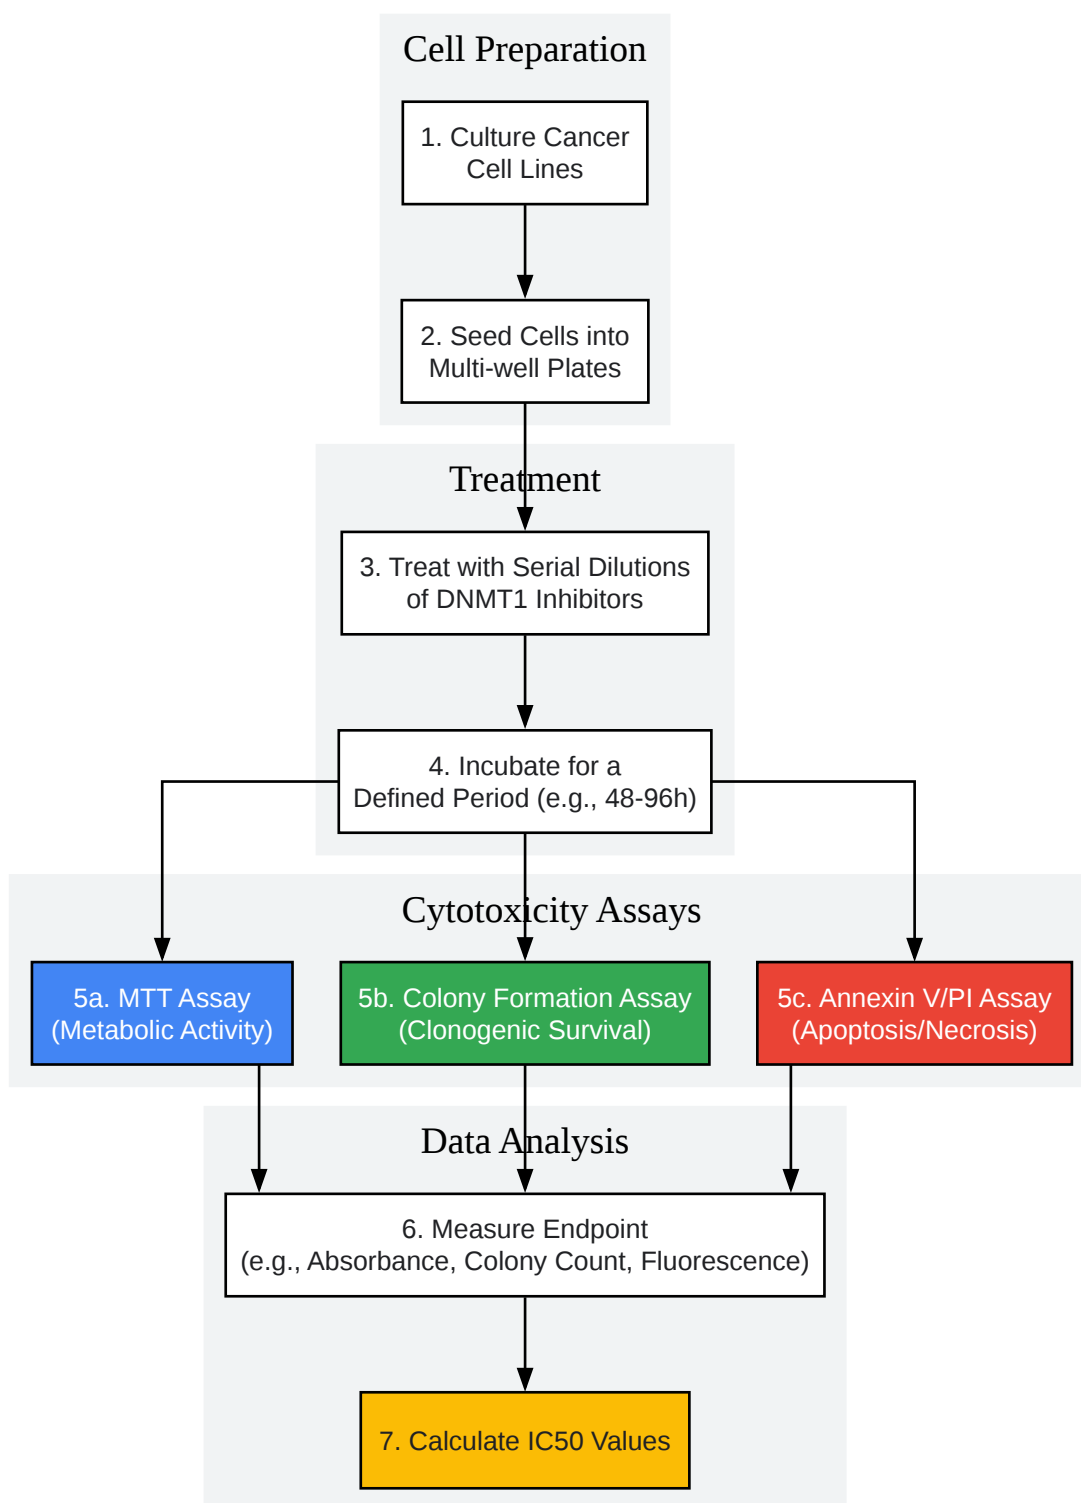 Cell Preparation
1. Culture Cancer
Cell Lines
2. Seed Cells into
Multi-well Plates
Treatment
3. Treat with Serial Dilutions
of DNMT1 Inhibitors
4. Incubate for a
Defined Period (e.g., 48-96h)
Cytotoxicity Assays
5a. MTT Assay
(Metabolic Activity)
5b. Colony Formation Assay
(Clonogenic Survival)
5c. Annexin V/PI Assay
(Apoptosis/Necrosis)
Data Analysis
6. Measure Endpoint
(e.g., Absorbance, Colony Count, Fluorescence)
7. Calculate IC50 Values